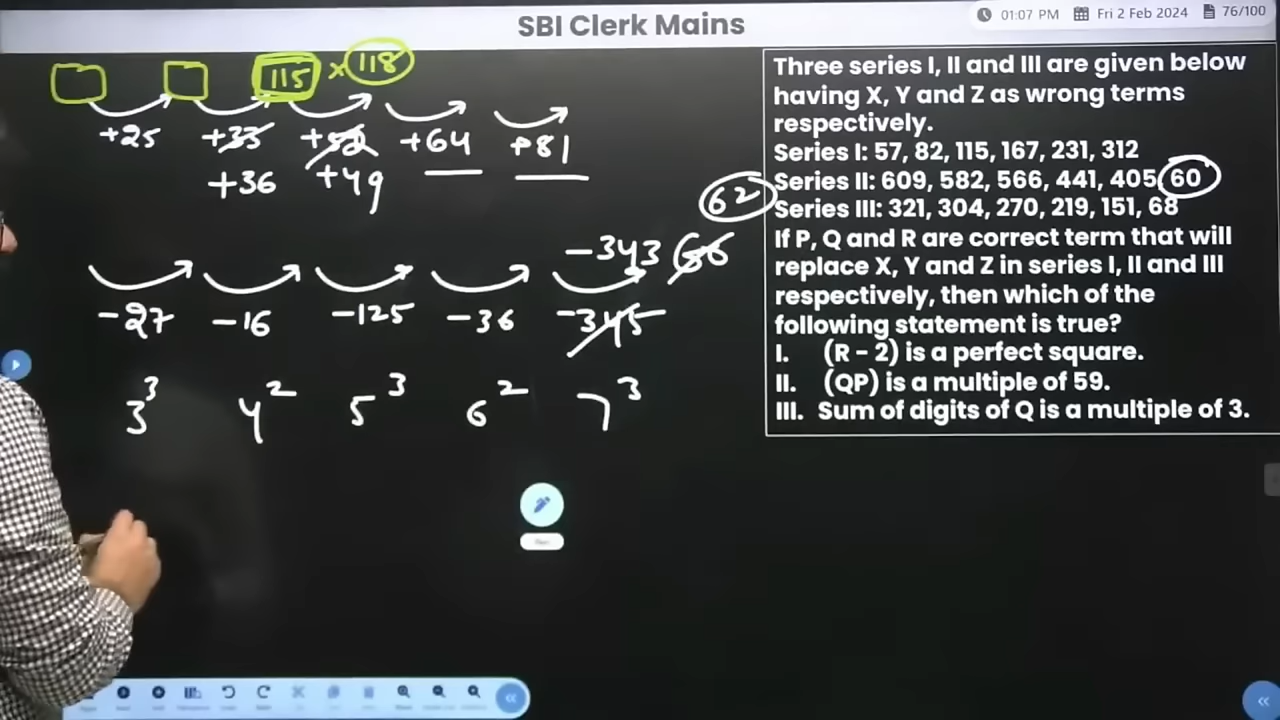 SBI Clerk Mains
01:07 PM Fri 2 Feb 2024 76/100
115 × 118
+25 +33 +52 +64 +81
+36 +49
-343 66
-27 -16 -125 -36 -345
3³ 4² 5³ 6² 7³
Three series I, II and III are given below
having X, Y and Z as wrong terms
respectively.
Series I: 57, 82, 115, 167, 231, 312
Series II: 609, 582, 566, 441, 405, 60
62
Series III: 321, 304, 270, 219, 151, 68
If P, Q and R are correct term that will
replace X, Y and Z in series I, II and III
respectively, then which of the
following statement is true?
I. (R - 2) is a perfect square.
II. (QP) is a multiple of 59.
III. Sum of digits of Q is a multiple of 3.